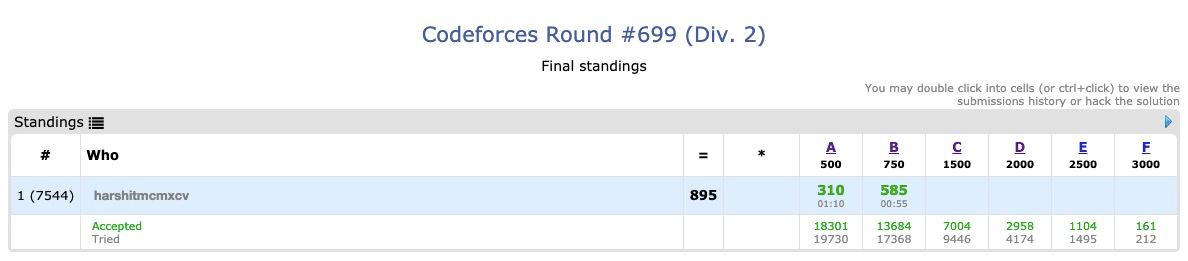 Codeforces Round #699 (Div. 2)
Final standings
You may double click into cells (or ctrl+click) to view the
submissions history or hack the solution
Standings
# Who = * A B C D E F
500 750 1500 2000 2500 3000
1 (7544) harshitmcmxcv 895 310 585
01:10 00:55
Accepted 18301 13684 7004 2958 1104 161
Tried 19730 17368 9446 4174 1495 212